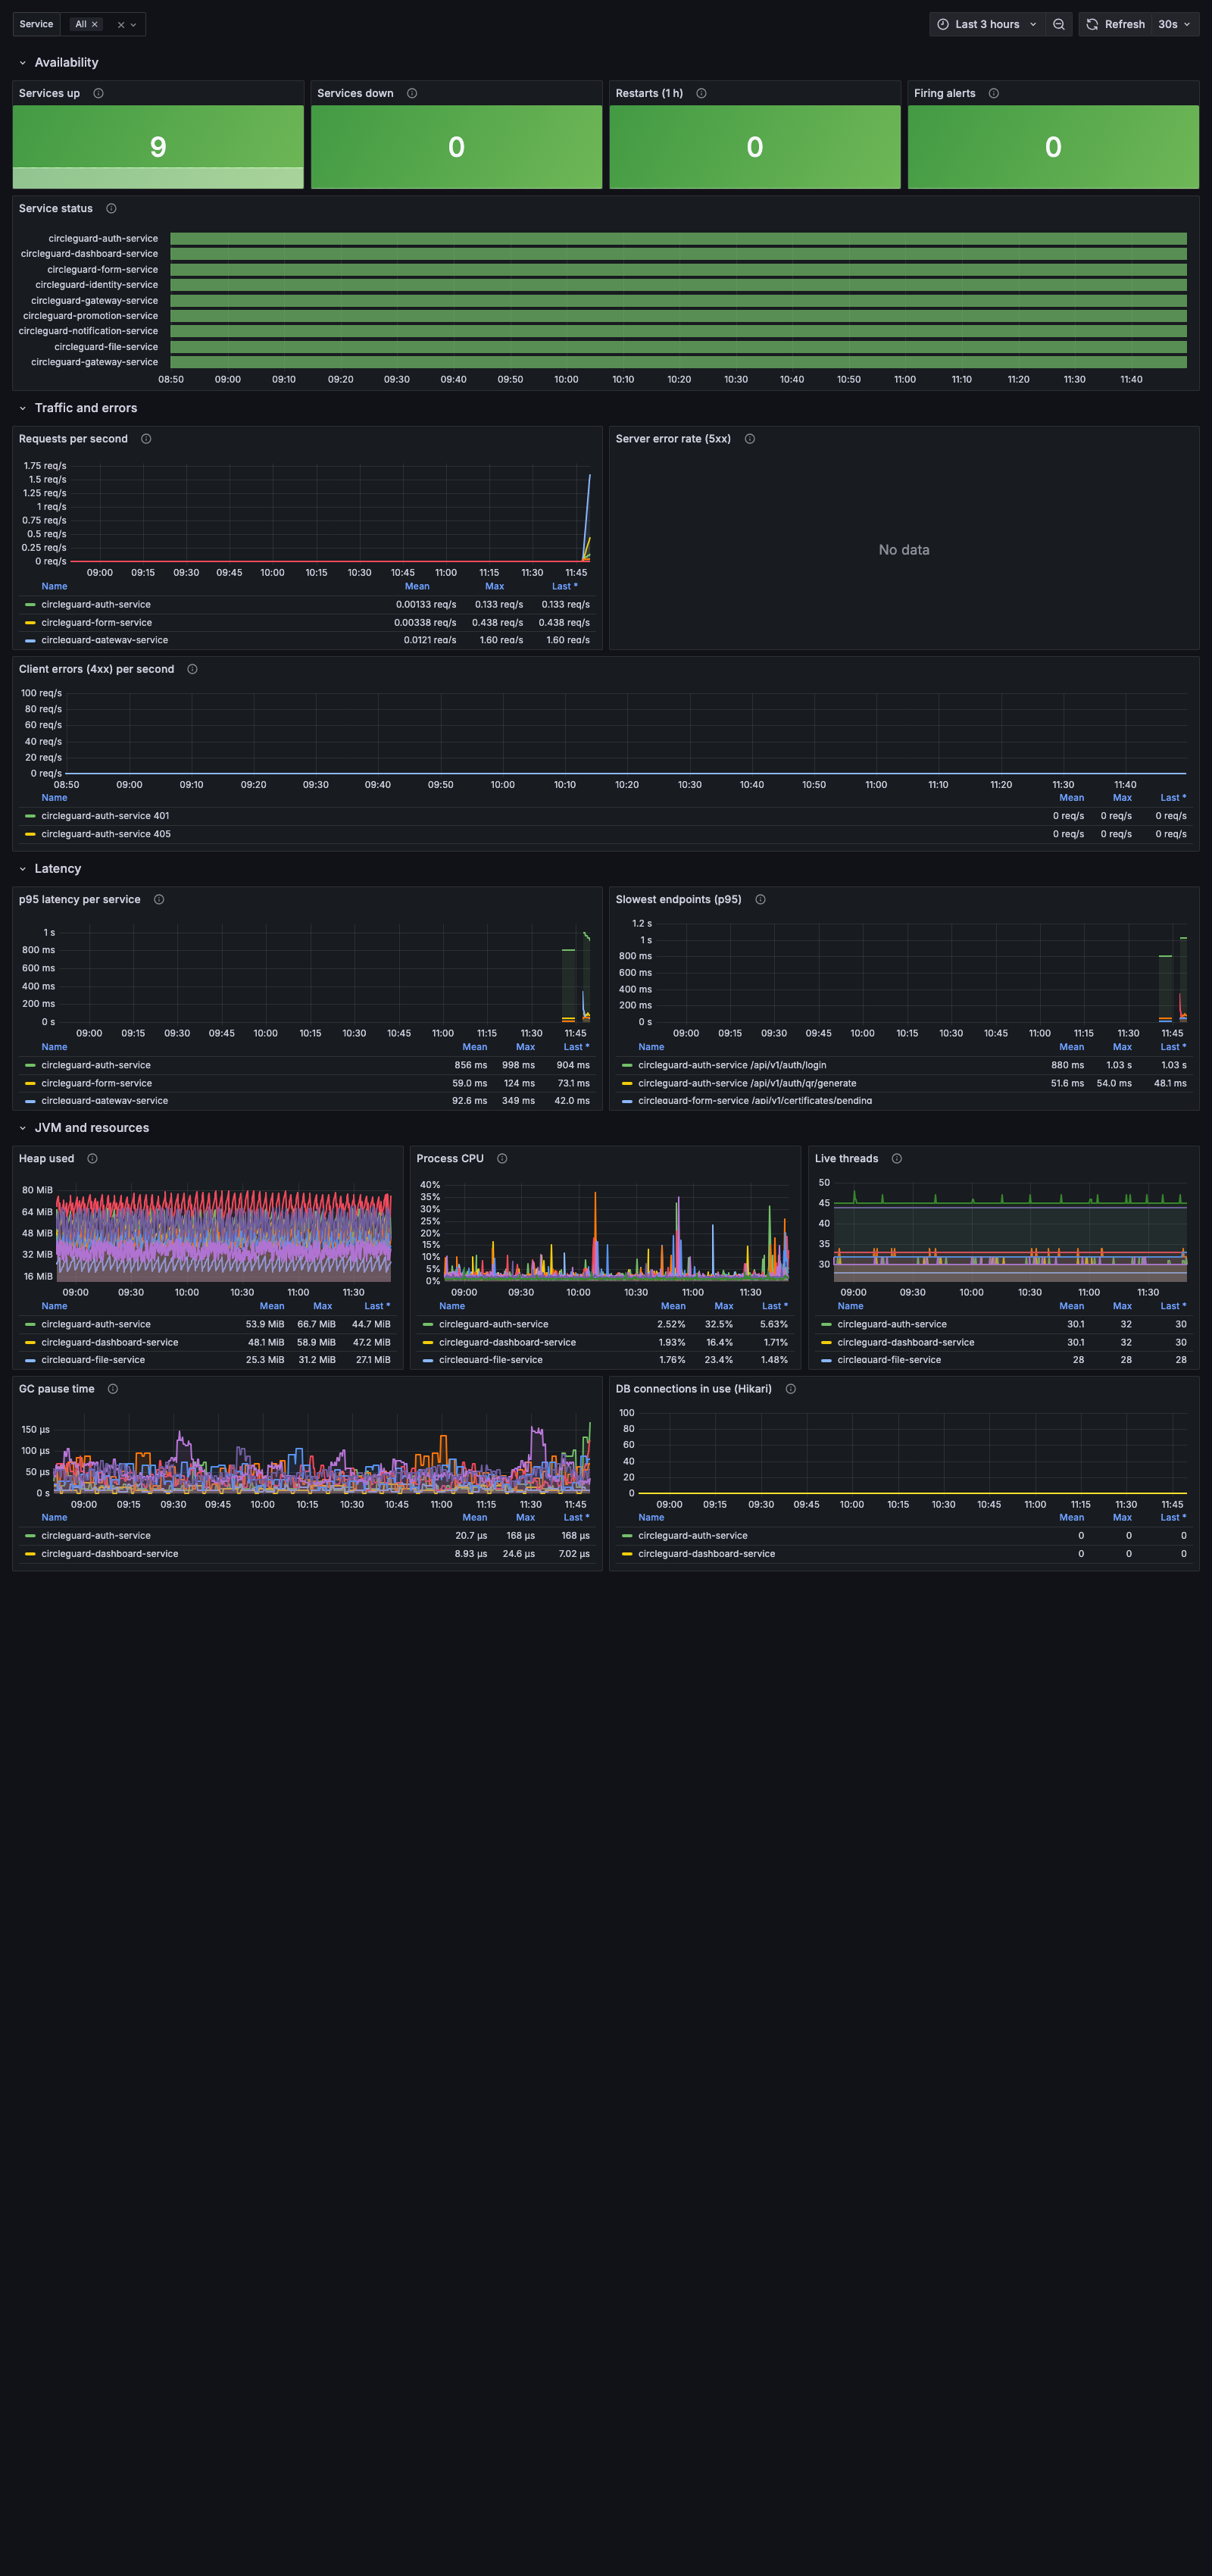 Service All
Last 3 hours Refresh 30s
Availability
Services up
9
Services down
0
Restarts (1 h)
0
Firing alerts
0
Service status
circleguard-auth-service
circleguard-dashboard-service
circleguard-form-service
circleguard-identity-service
circleguard-gateway-service
circleguard-promotion-service
circleguard-notification-service
circleguard-file-service
circleguard-gateway-service
08:50 09:00 09:10 09:20 09:30 09:40 09:50 10:00 10:10 10:20 10:30 10:40 10:50 11:00 11:10 11:20 11:30 11:40
Traffic and errors
Requests per second
1.75 req/s
1.5 req/s
1.25 req/s
1 req/s
0.75 req/s
0.5 req/s
0.25 req/s
0 req/s
09:00 09:15 09:30 09:45 10:00 10:15 10:30 10:45 11:00 11:15 11:30 11:45
Name Mean Max Last *
circleguard-auth-service 0.00133 req/s 0.133 req/s 0.133 req/s
circleguard-form-service 0.00338 req/s 0.438 req/s 0.438 req/s
circleguard-gateway-service 0.0121 req/s 1.60 req/s 1.60 req/s
Server error rate (5xx)
No data
Client errors (4xx) per second
100 req/s
80 req/s
60 req/s
40 req/s
20 req/s
0 req/s
08:50 09:00 09:10 09:20 09:30 09:40 09:50 10:00 10:10 10:20 10:30 10:40 10:50 11:00 11:10 11:20 11:30 11:40
Name Mean Max Last *
circleguard-auth-service 401 0 req/s 0 req/s 0 req/s
circleguard-auth-service 405 0 req/s 0 req/s 0 req/s
Latency
p95 latency per service
1 s
800 ms
600 ms
400 ms
200 ms
0 s
09:00 09:15 09:30 09:45 10:00 10:15 10:30 10:45 11:00 11:15 11:30 11:45
Name Mean Max Last *
circleguard-auth-service 856 ms 998 ms 904 ms
circleguard-form-service 59.0 ms 124 ms 73.1 ms
circleguard-gateway-service 92.6 ms 349 ms 42.0 ms
Slowest endpoints (p95)
1.2 s
1 s
800 ms
600 ms
400 ms
200 ms
0 s
09:00 09:15 09:30 09:45 10:00 10:15 10:30 10:45 11:00 11:15 11:30 11:45
Name Mean Max Last *
circleguard-auth-service /api/v1/auth/login 880 ms 1.03 s 1.03 s
circleguard-auth-service /api/v1/auth/qr/generate 51.6 ms 54.0 ms 48.1 ms
circleguard-form-service /api/v1/certificates/pending
JVM and resources
Heap used
80 MiB
64 MiB
48 MiB
32 MiB
16 MiB
09:00 09:30 10:00 10:30 11:00 11:30
Name Mean Max Last *
circleguard-auth-service 53.9 MiB 66.7 MiB 44.7 MiB
circleguard-dashboard-service 48.1 MiB 58.9 MiB 47.2 MiB
circleguard-file-service 25.3 MiB 31.2 MiB 27.1 MiB
Process CPU
40%
35%
30%
25%
20%
15%
10%
5%
0%
09:00 09:30 10:00 10:30 11:00 11:30
Name Mean Max Last *
circleguard-auth-service 2.52% 32.5% 5.63%
circleguard-dashboard-service 1.93% 16.4% 1.71%
circleguard-file-service 1.76% 23.4% 1.48%
Live threads
50
45
40
35
30
09:00 09:30 10:00 10:30 11:00 11:30
Name Mean Max Last *
circleguard-auth-service 30.1 32 30
circleguard-dashboard-service 30.1 32 30
circleguard-file-service 28 28 28
GC pause time
150 µs
100 µs
50 µs
0 s
09:00 09:15 09:30 09:45 10:00 10:15 10:30 10:45 11:00 11:15 11:30 11:45
Name Mean Max Last *
circleguard-auth-service 20.7 µs 168 µs 168 µs
circleguard-dashboard-service 8.93 µs 24.6 µs 7.02 µs
DB connections in use (Hikari)
100
80
60
40
20
0
09:00 09:15 09:30 09:45 10:00 10:15 10:30 10:45 11:00 11:15 11:30 11:45
Name Mean Max Last *
circleguard-auth-service 0 0 0
circleguard-dashboard-service 0 0 0